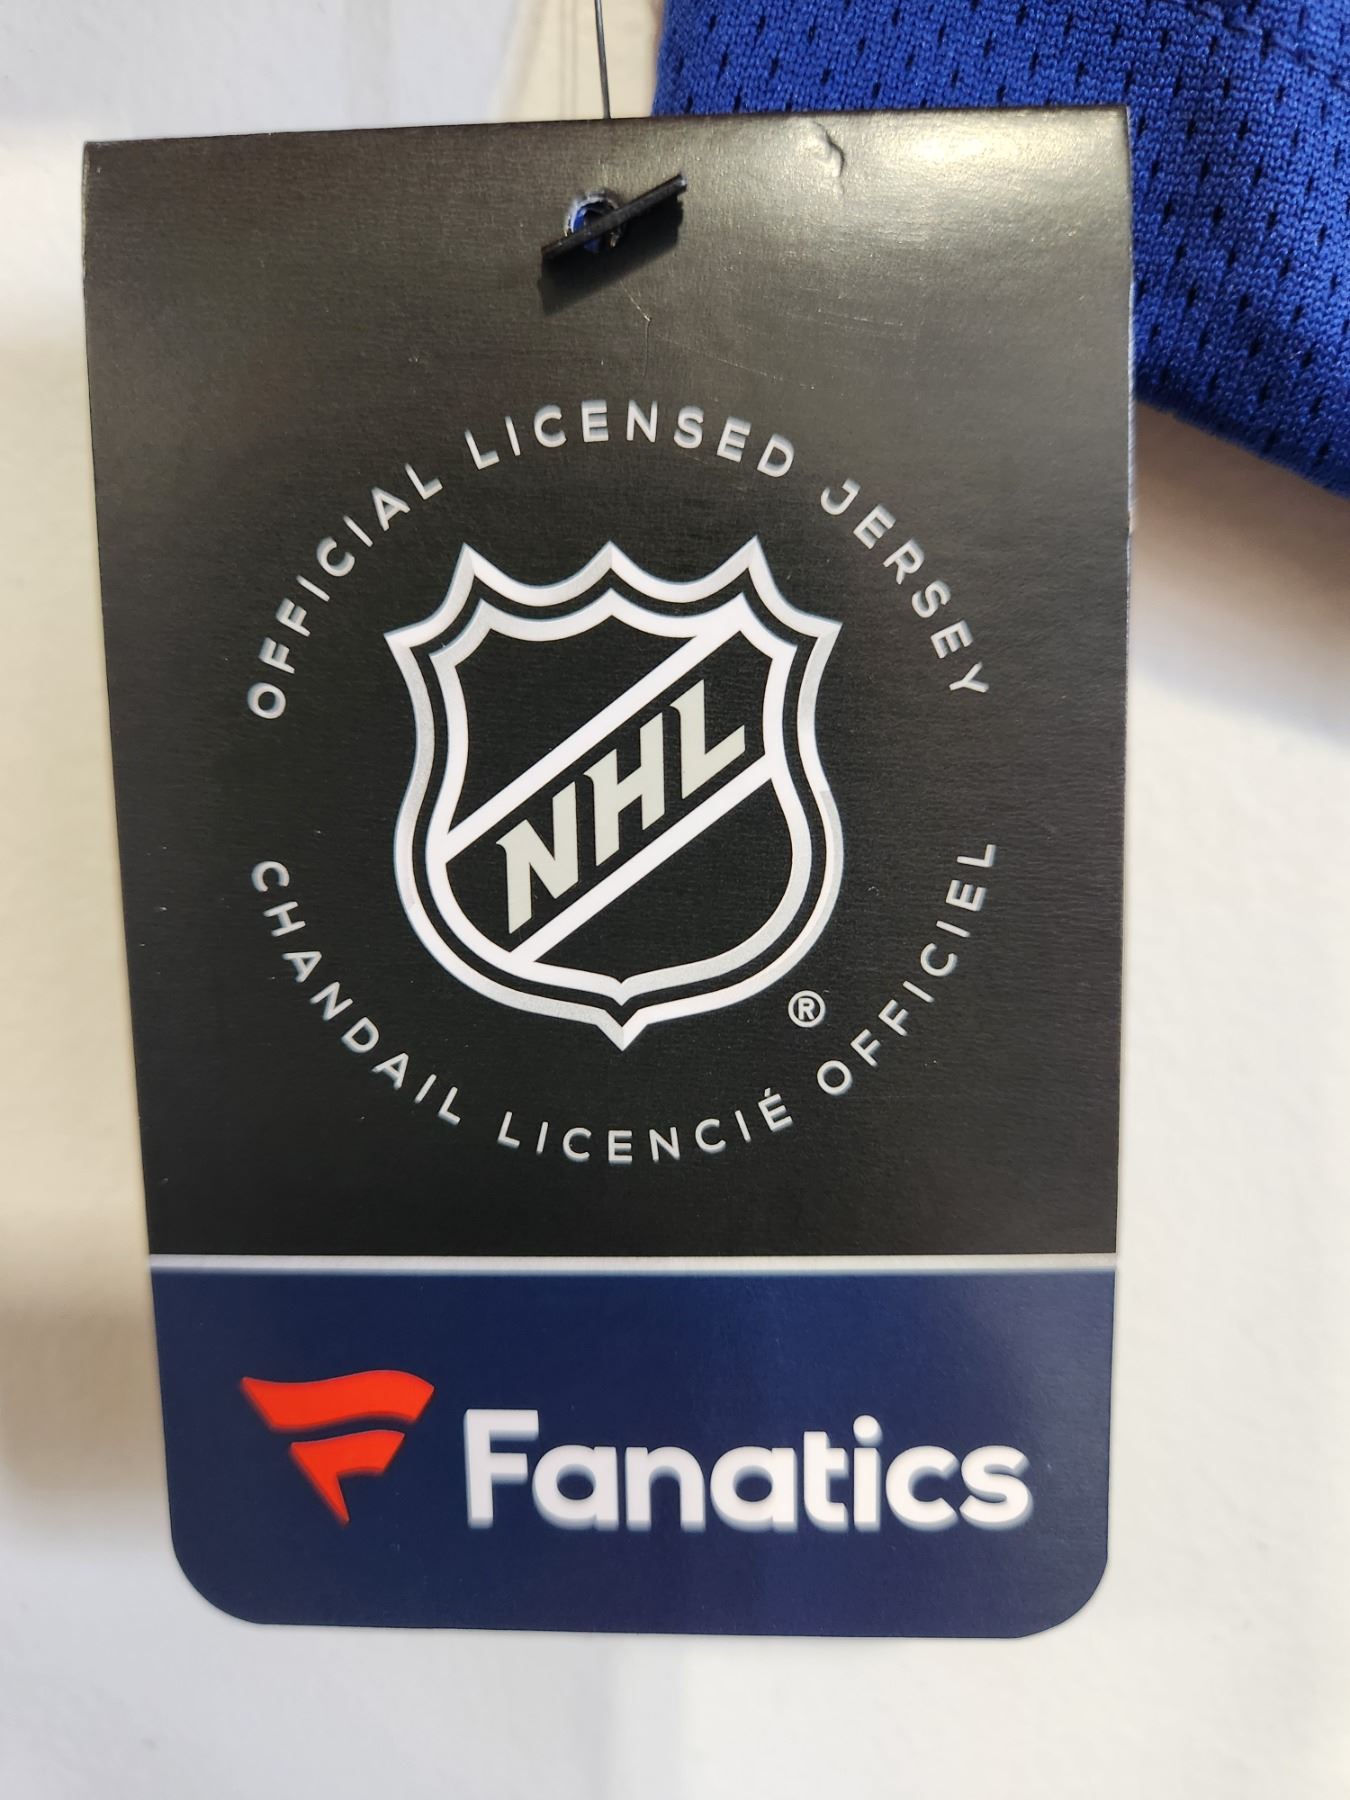 OFFICIAL LICENSED JERSEY
NHL
®
CHANDAIL LICENCIÉ OFFICIEL
Fanatics